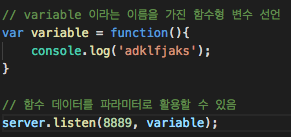 // variable 이라는 이름을 가진 함수형 변수 선언
var variable = function(){
    console.log('adklfjaks');
}
// 함수 데이터를 파라미터로 활용할 수 있음
server.listen(8889, variable);